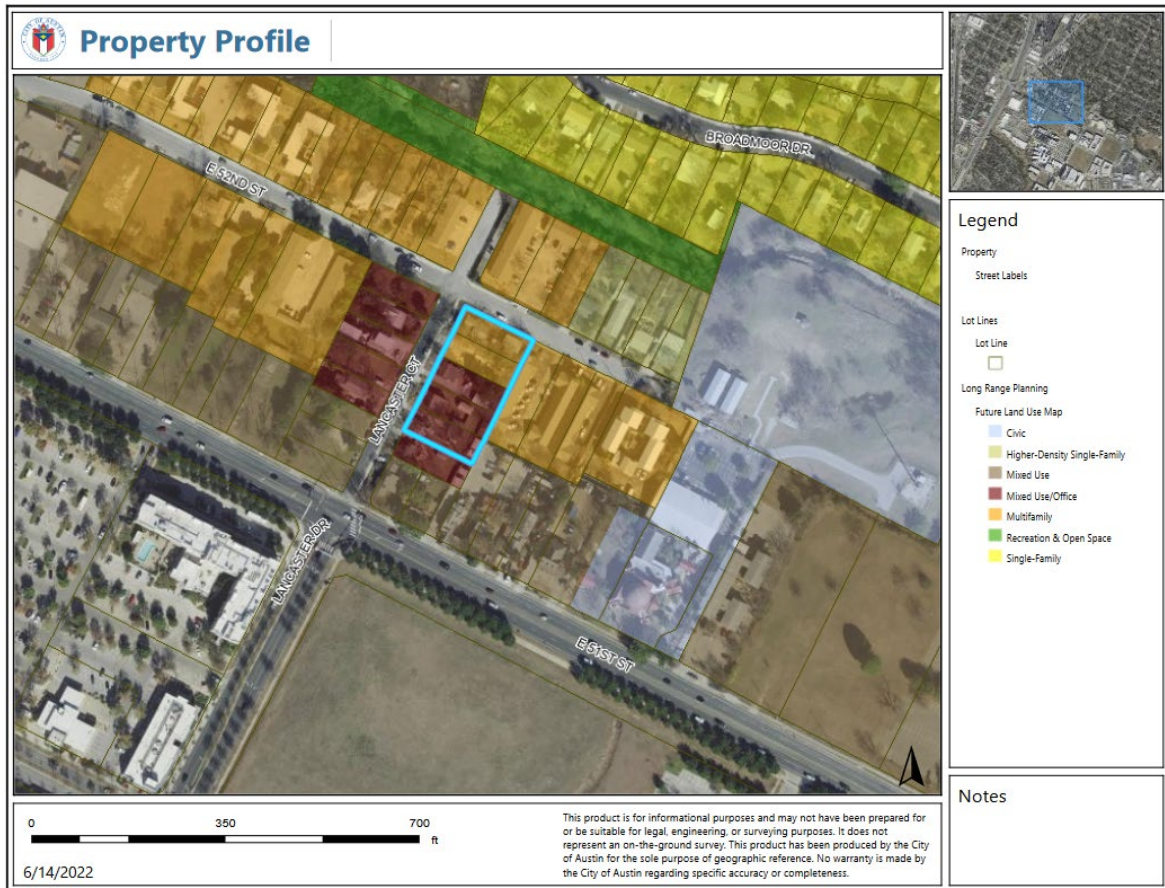 Property Profile
BROADMOOR DR
E 52ND ST
LANCASTER CT
LANCASTER DR
E 51ST ST
Legend
Property
Street Labels
Lot Lines
Lot Line
Long Range Planning
Future Land Use Map
Civic
Higher-Density Single-Family
Mixed Use
Mixed Use/Office
Multifamily
Recreation & Open Space
Single-Family
Notes
0 350 700
ft
6/14/2022
This product is for informational purposes and may not have been prepared for
or be suitable for legal, engineering, or surveying purposes. It does not
represent an on-the-ground survey. This product has been produced by the City
of Austin for the sole purpose of geographic reference. No warranty is made by
the City of Austin regarding specific accuracy or completeness.